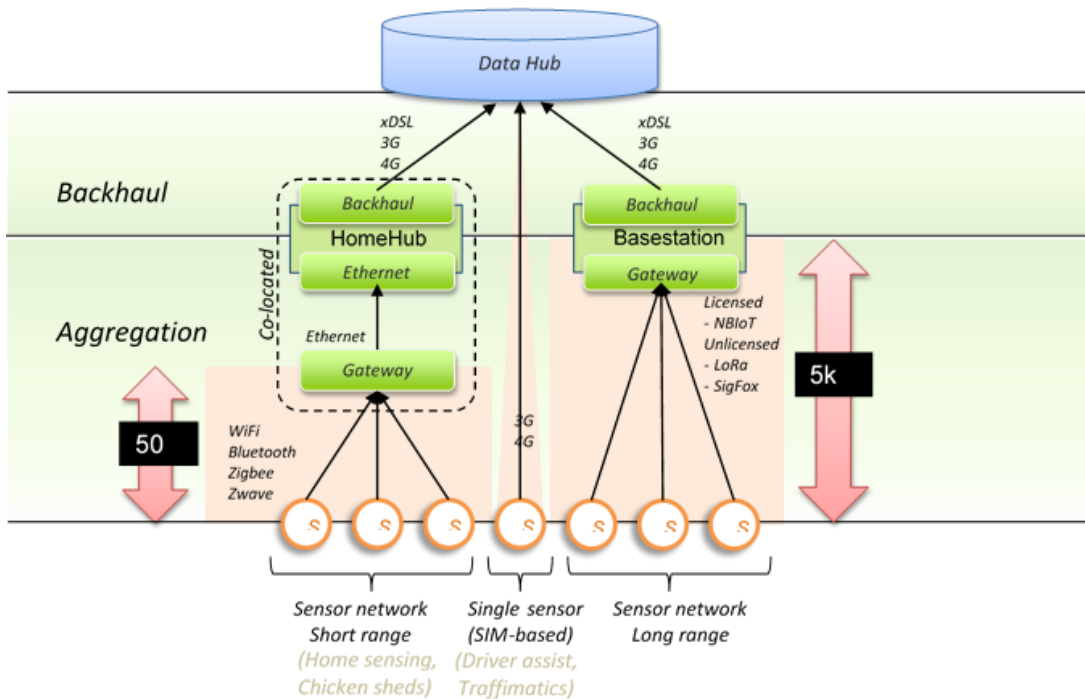 Data Hub
xDSL
3G
4G
xDSL
3G
4G
Backhaul
Backhaul
Backhaul
HomeHub
Basestation
Ethernet
Gateway
Co-located
Aggregation
Ethernet
Licensed
- NBIoT
Unlicensed
- LoRa
- SigFox
Gateway
5k
50
WiFi
Bluetooth
Zigbee
Zwave
3G
4G
S
S
S
S
S
S
S
Sensor network
Short range
(Home sensing,
Chicken sheds)
Single sensor
(SIM-based)
(Driver assist,
Traffimatics)
Sensor network
Long range